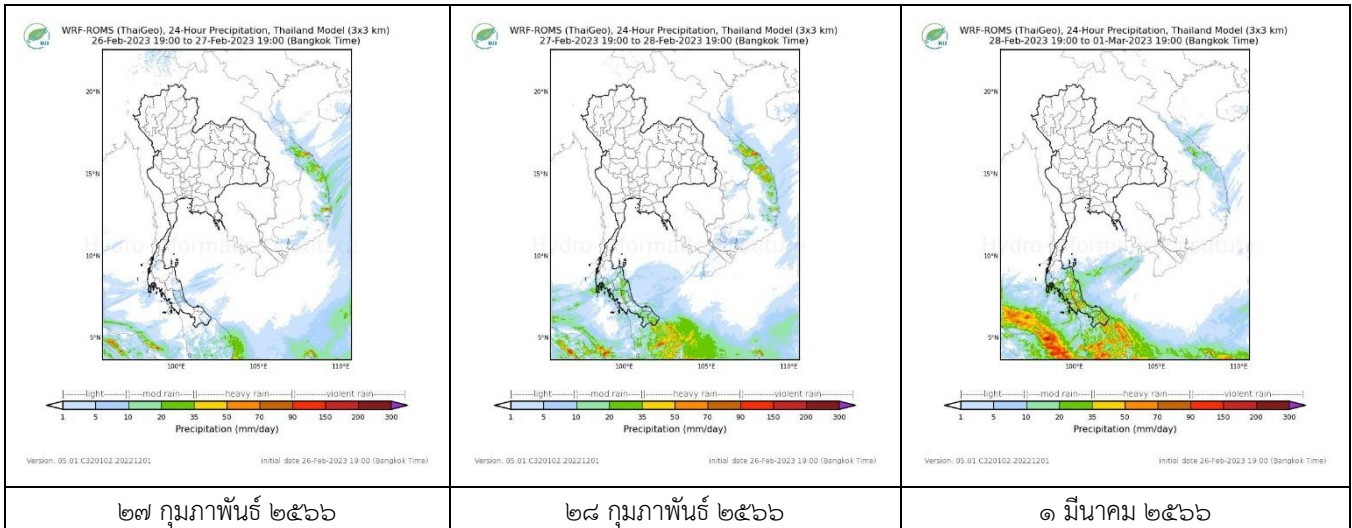 WRF-ROMS (ThaiGeo), 24-Hour Precipitation, Thailand Model (3x3 km)
26-Feb-2023 19:00 to 27-Feb-2023 19:00 (Bangkok Time)
HII
20°N
15°N
10°N
5°N
100°E
105°E
110°E
Hydro Informatics Institute
light mod rain heavy rain violent rain
1 5 10 20 35 50 70 90 150 200 300
Precipitation (mm/day)
Version: 05.01.C320102.20221201
initial date 26-Feb-2023 19:00 (Bangkok Time)
๒๗ กุมภาพันธ์ ๒๕๖๖
WRF-ROMS (ThaiGeo), 24-Hour Precipitation, Thailand Model (3x3 km)
27-Feb-2023 19:00 to 28-Feb-2023 19:00 (Bangkok Time)
HII
20°N
15°N
10°N
5°N
100°E
105°E
110°E
Hydro Informatics Institute
light mod rain heavy rain violent rain
1 5 10 20 35 50 70 90 150 200 300
Precipitation (mm/day)
Version: 05.01.C320102.20221201
initial date 26-Feb-2023 19:00 (Bangkok Time)
๒๘ กุมภาพันธ์ ๒๕๖๖
WRF-ROMS (ThaiGeo), 24-Hour Precipitation, Thailand Model (3x3 km)
28-Feb-2023 19:00 to 01-Mar-2023 19:00 (Bangkok Time)
HII
20°N
15°N
10°N
5°N
100°E
105°E
110°E
Hydro Informatics Institute
light mod rain heavy rain violent rain
1 5 10 20 35 50 70 90 150 200 300
Precipitation (mm/day)
Version: 05.01.C320102.20221201
initial date 26-Feb-2023 19:00 (Bangkok Time)
๑ มีนาคม ๒๕๖๖